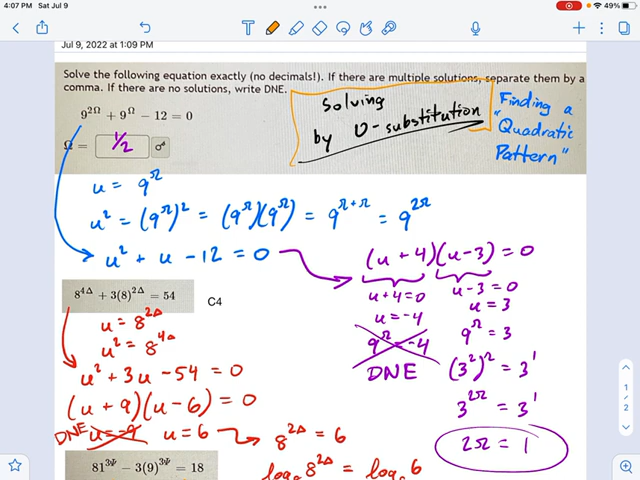 4:07 PM Sat Jul 9
49%
Jul 9, 2022 at 1:09 PM
Solve the following equation exactly (no decimals!). If there are multiple solutions, separate them by a
comma. If there are no solutions, write DNE.
9^{2Ω} + 9^Ω − 12 = 0
Ω = 1/2 σ
Solving
by U-substitution
Finding a
"Quadratic
Pattern"
u = 9^Ω
u² = (9^Ω)² = (9^Ω)(9^Ω) = 9^{Ω+Ω} = 9^{2Ω}
u² + u − 12 = 0
(u + 4)(u − 3) = 0
u + 4 = 0
u = −4
9^Ω = −4
DNE
u − 3 = 0
u = 3
9^Ω = 3
(3²)^Ω = 3¹
3^{2Ω} = 3¹
2Ω = 1
8^{4Δ} + 3(8)^{2Δ} = 54
C4
u = 8^{2Δ}
u² = 8^{4Δ}
u² + 3u − 54 = 0
(u + 9)(u − 6) = 0
DNE u = −9 u = 6
8^{2Δ} = 6
log₈ 8^{2Δ} = log₈ 6
81^{3Ψ} − 3(9)^{3Ψ} = 18
1
/
2